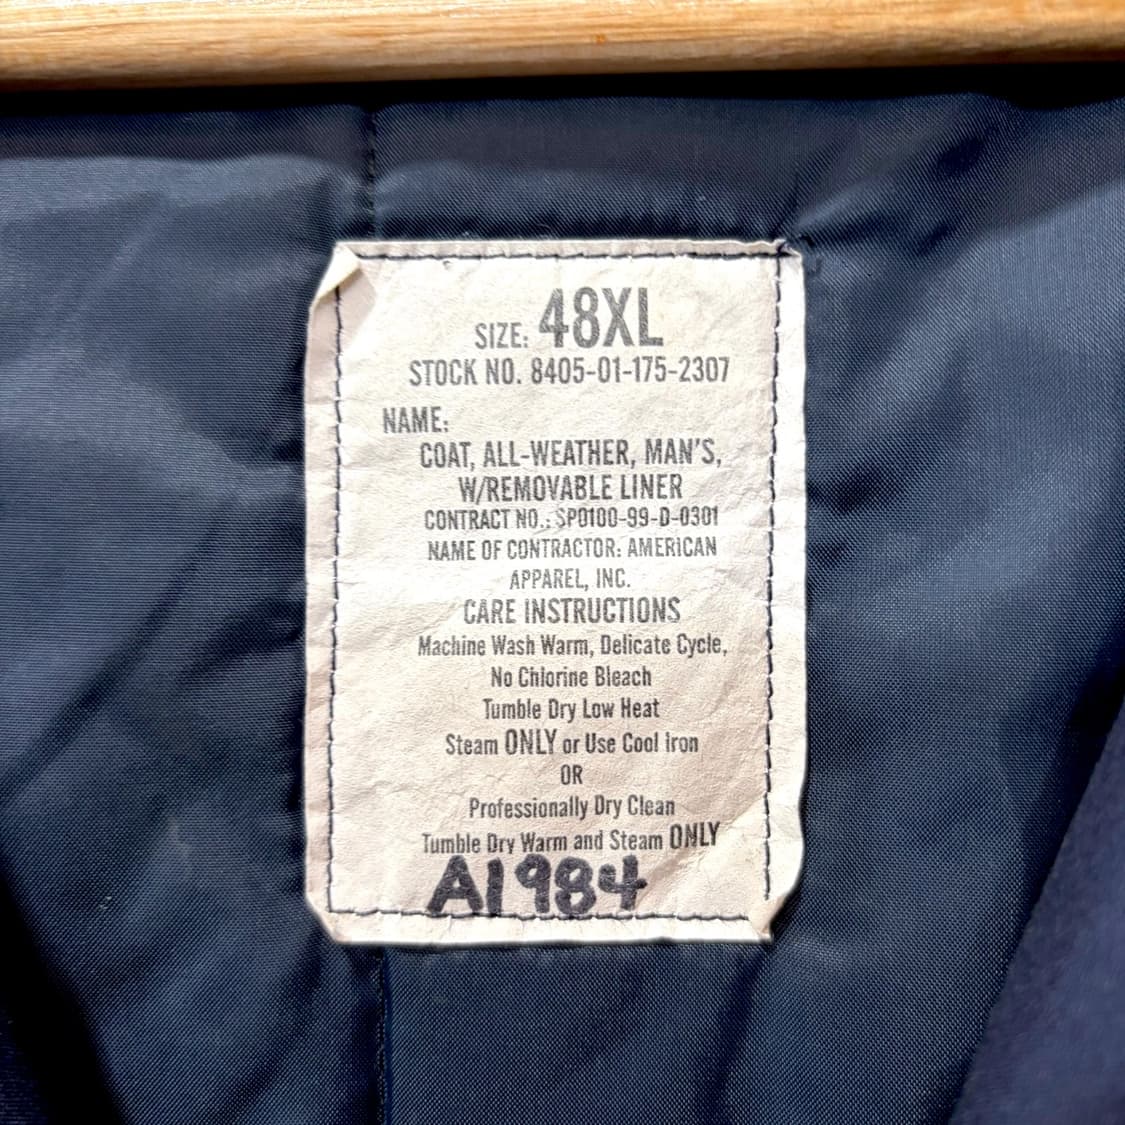 SIZE: 48XL
STOCK NO. 8405-01-175-2307
NAME:
COAT, ALL-WEATHER, MAN'S,
W/REMOVABLE LINER
CONTRACT NO.: SP0100-99-D-0301
NAME OF CONTRACTOR: AMERICAN
APPAREL, INC.
CARE INSTRUCTIONS
Machine Wash Warm, Delicate Cycle,
No Chlorine Bleach
Tumble Dry Low Heat
Steam ONLY or Use Cool Iron
OR
Professionally Dry Clean
Tumble Dry Warm and Steam ONLY
A1984